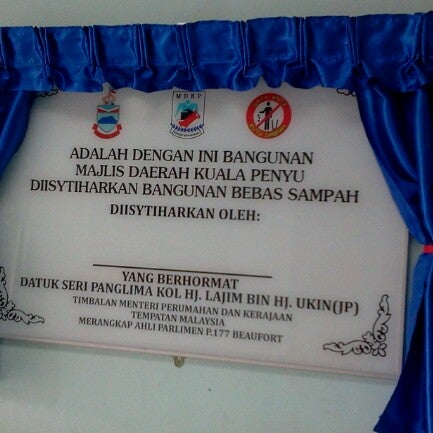 MDKP
ADALAH DENGAN INI BANGUNAN
MAJLIS DAERAH KUALA PENYU
DIISYTIHARKAN BANGUNAN BEBAS SAMPAH
DIISYTIHARKAN OLEH:
YANG BERHORMAT
DATUK SERI PANGLIMA KOL HJ. LAJIM BIN HJ. UKIN(JP)
TIMBALAN MENTERI PERUMAHAN DAN KERAJAAN
TEMPATAN MALAYSIA
MERANGKAP AHLI PARLIMEN P.177 BEAUFORT